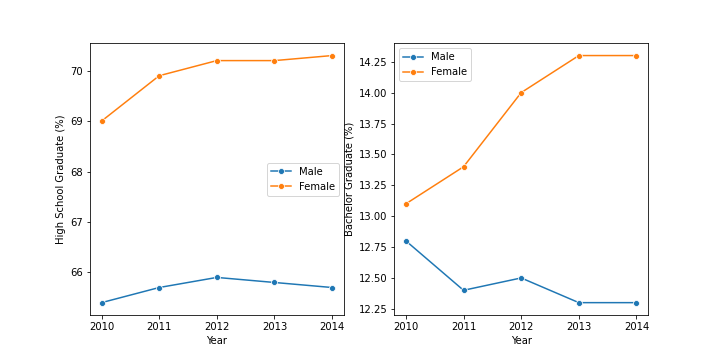 High School Graduate (%)
70
69
68
67
66
Male
Female
2010 2011 2012 2013 2014
Year
Bachelor Graduate (%)
14.25
14.00
13.75
13.50
13.25
13.00
12.75
12.50
12.25
Male
Female
2010 2011 2012 2013 2014
Year